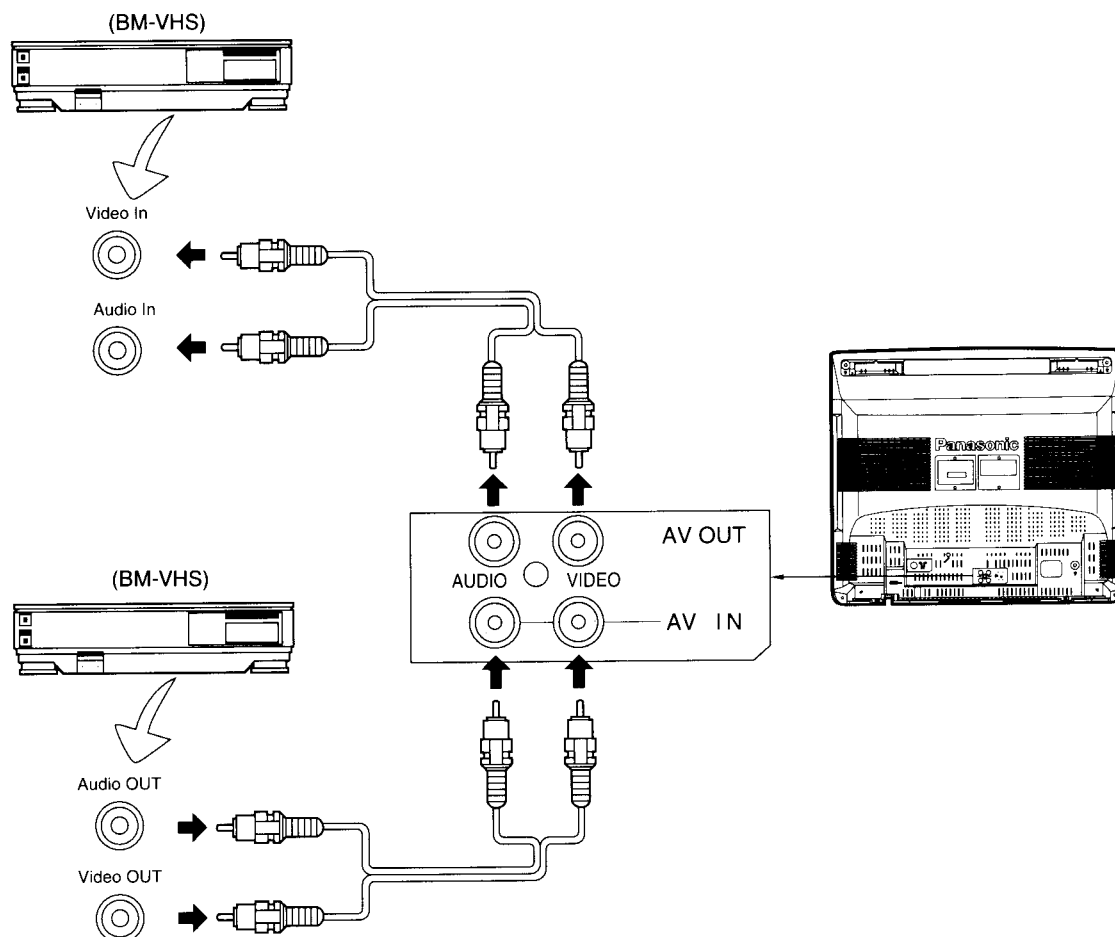 (BM-VHS)
Video In
Audio In
Panasonic
AV OUT
AUDIO VIDEO
AV IN
(BM-VHS)
Audio OUT
Video OUT